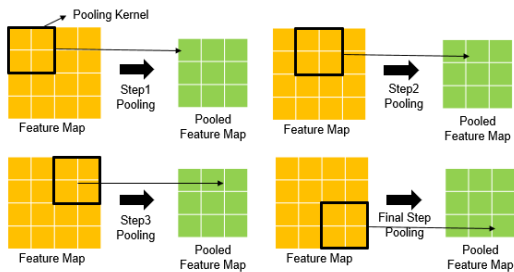 Pooling Kernel
Step1
Pooling
Feature Map
Pooled
Feature Map
Step2
Pooling
Feature Map
Pooled
Feature Map
Step3
Pooling
Feature Map
Pooled
Feature Map
Final Step
Pooling
Feature Map
Pooled
Feature Map